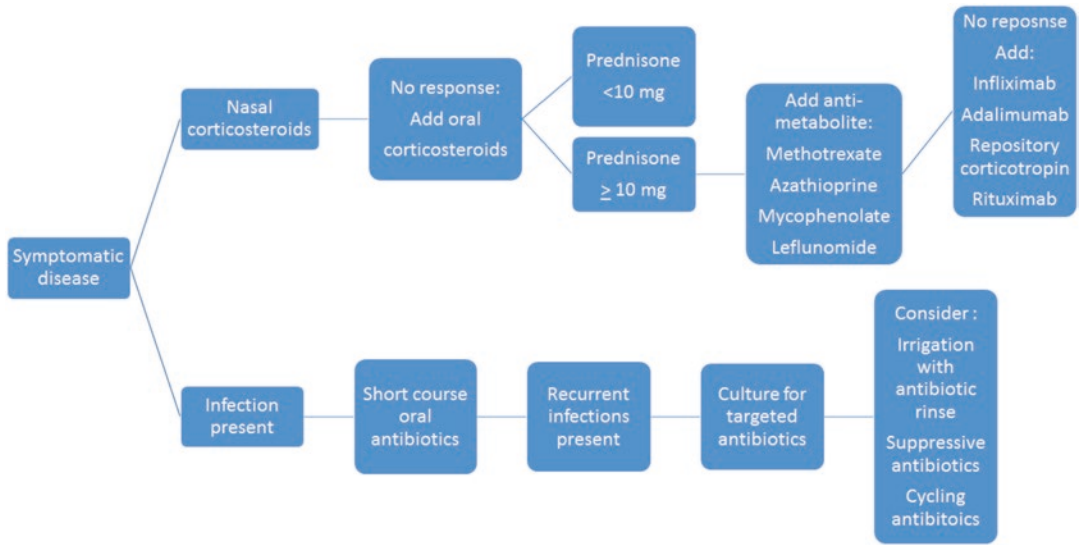 Symptomatic
disease
Nasal
corticosteroids
No response:
Add oral
corticosteroids
Prednisone
<10 mg
Prednisone
≥ 10 mg
Add anti-
metabolite:
Methotrexate
Azathioprine
Mycophenolate
Leflunomide
No reposnse
Add:
Infliximab
Adalimumab
Repository
corticotropin
Rituximab
Infection
present
Short course
oral
antibiotics
Recurrent
infections
present
Culture for
targeted
antibiotics
Consider :
Irrigation
with
antibiotic
rinse
Suppressive
antibiotics
Cycling
antibitoics